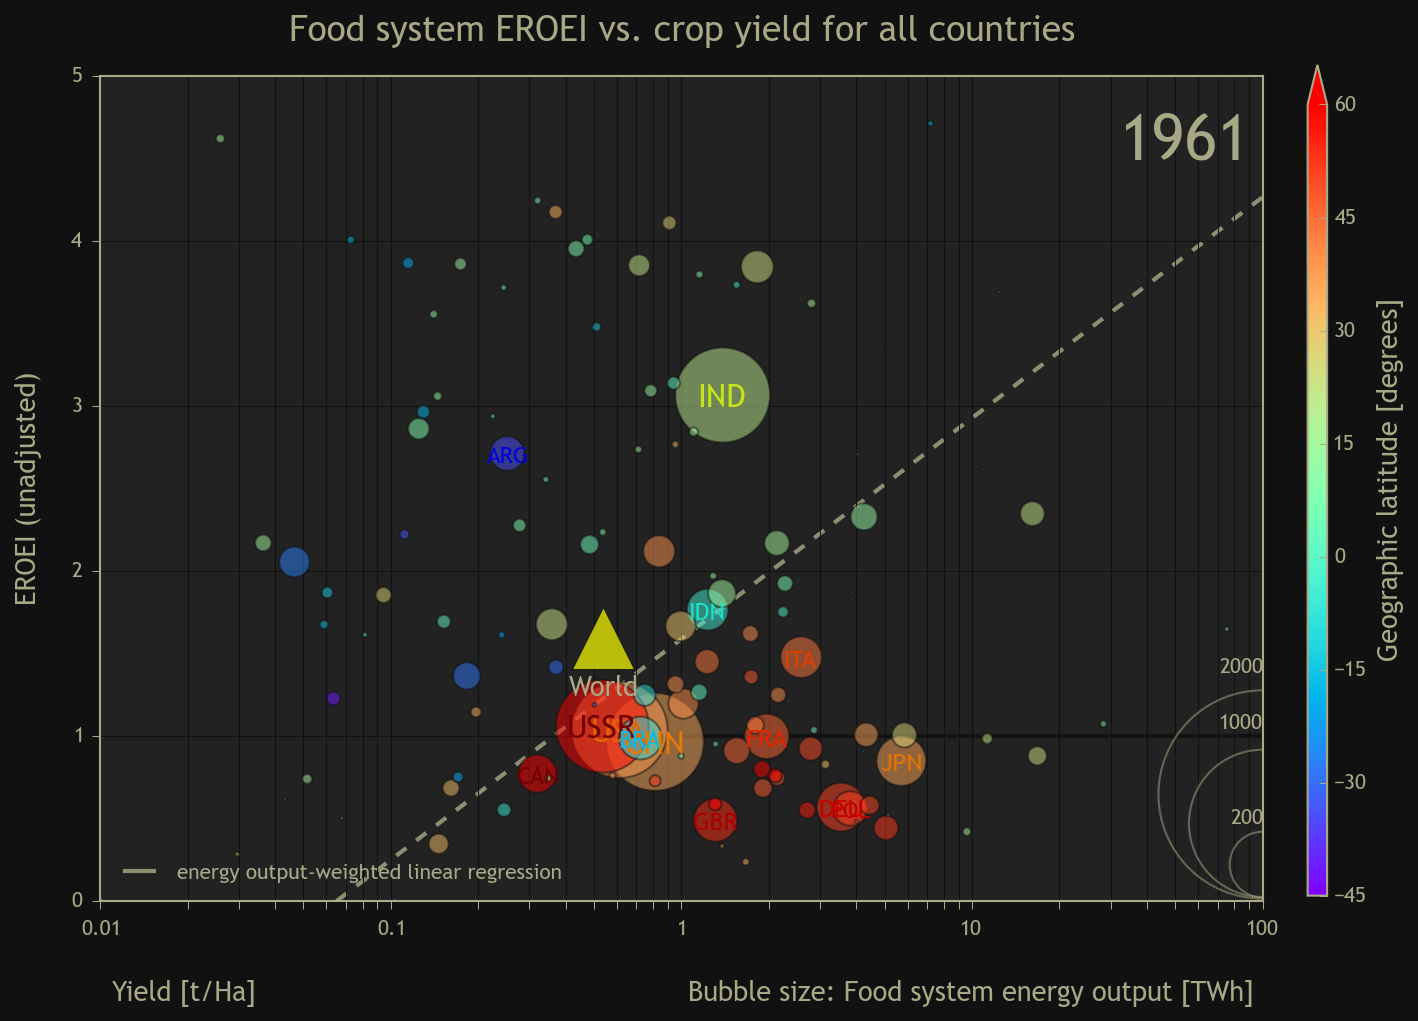 Food system EROEI vs. crop yield for all countries
1961
EROEI (unadjusted)
5
4
3
2
1
0
IND
ARG
IDN
ITA
World
USSR
BRA
CHN
FRA
JPN
CAN
GBR
DEU
2000
1000
200
energy output-weighted linear regression
0.01
0.1
1
10
100
Yield [t/Ha]
Bubble size: Food system energy output [TWh]
60
45
30
15
0
−15
−30
−45
Geographic latitude [degrees]